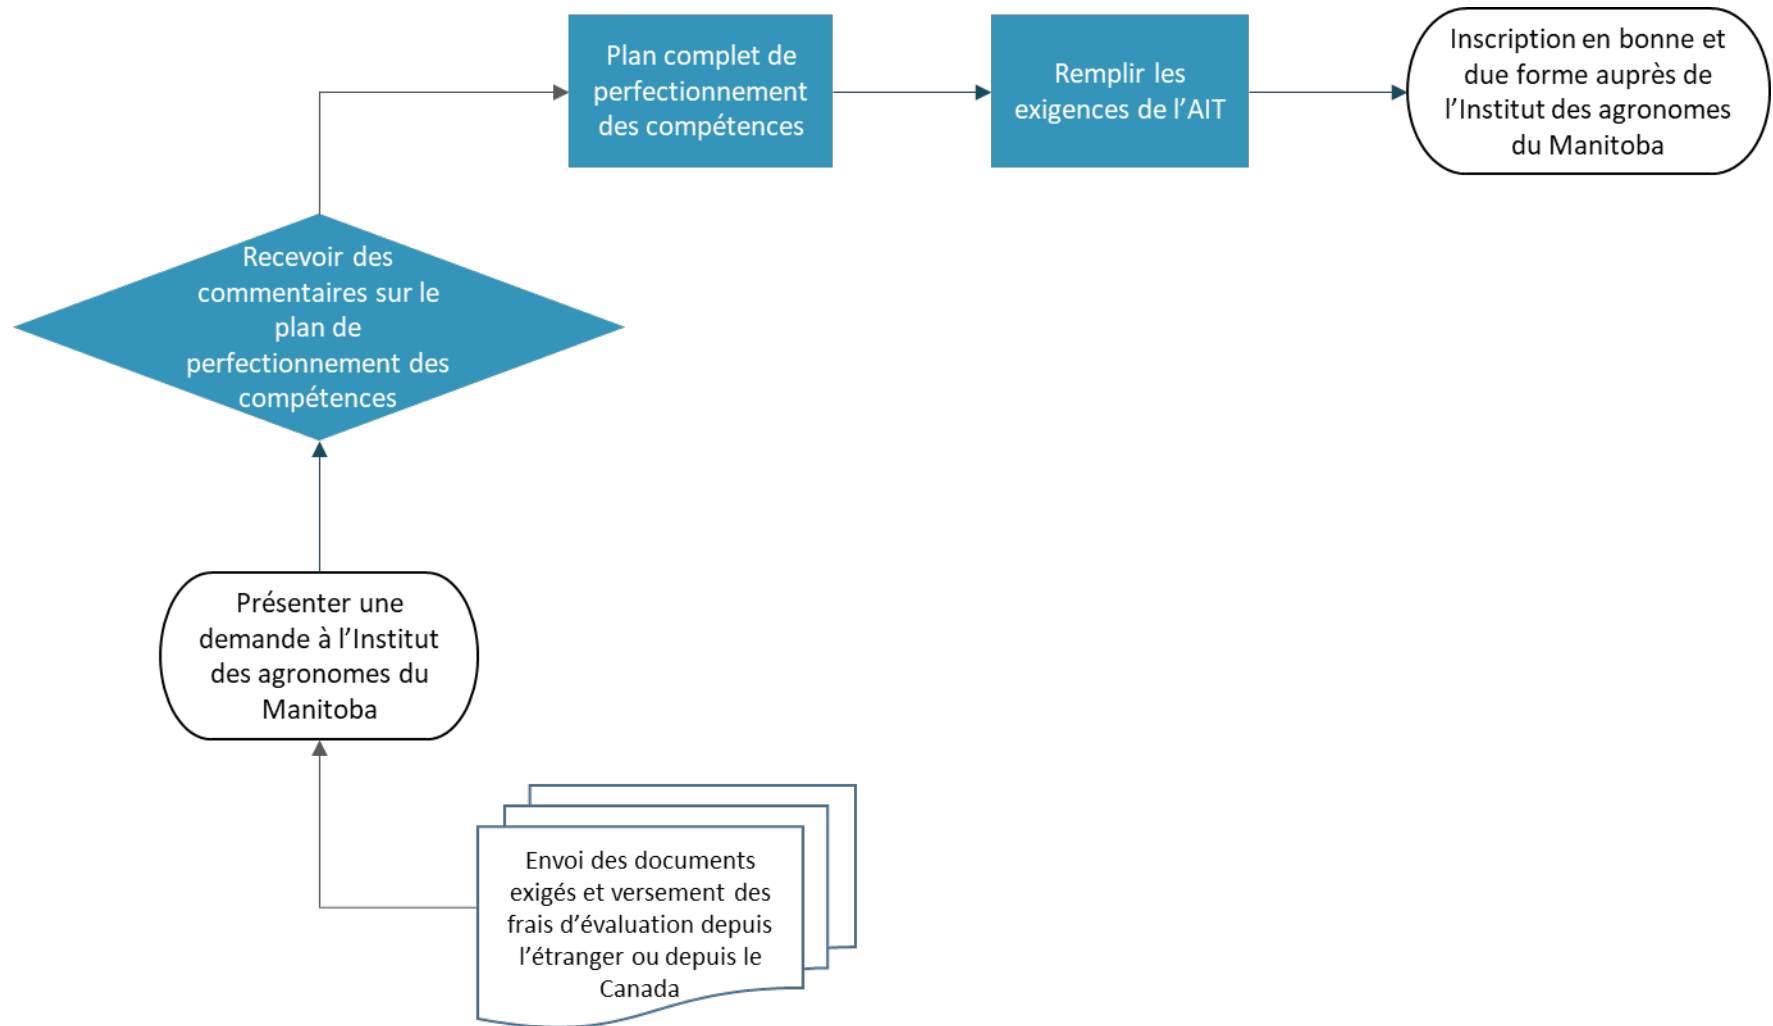 Plan complet de
perfectionnement
des compétences
Remplir les
exigences de l’AIT
Inscription en bonne et
due forme auprès de
l’Institut des agronomes
du Manitoba
Recevoir des
commentaires sur le
plan de
perfectionnement des
compétences
Présenter une
demande à l’Institut
des agronomes du
Manitoba
Envoi des documents
exigés et versement des
frais d’évaluation depuis
l’étranger ou depuis le
Canada